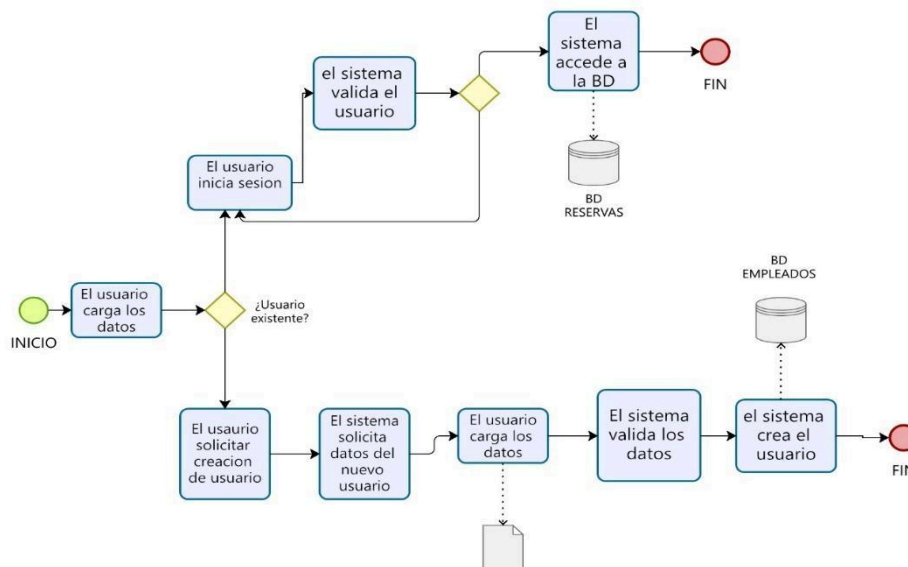 El
sistema
accede a
la BD
FIN
el sistema
valida el
usuario
El usuario
inicia sesion
BD
RESERVAS
BD
EMPLEADOS
El usuario
carga los
datos
¿Usuario
existente?
INICIO
El usaurio
solicitar
creacion
de usuario
El sistema
solicita
datos del
nuevo
usuario
El usuario
carga los
datos
El sistema
valida los
datos
el sistema
crea el
usuario
FIN